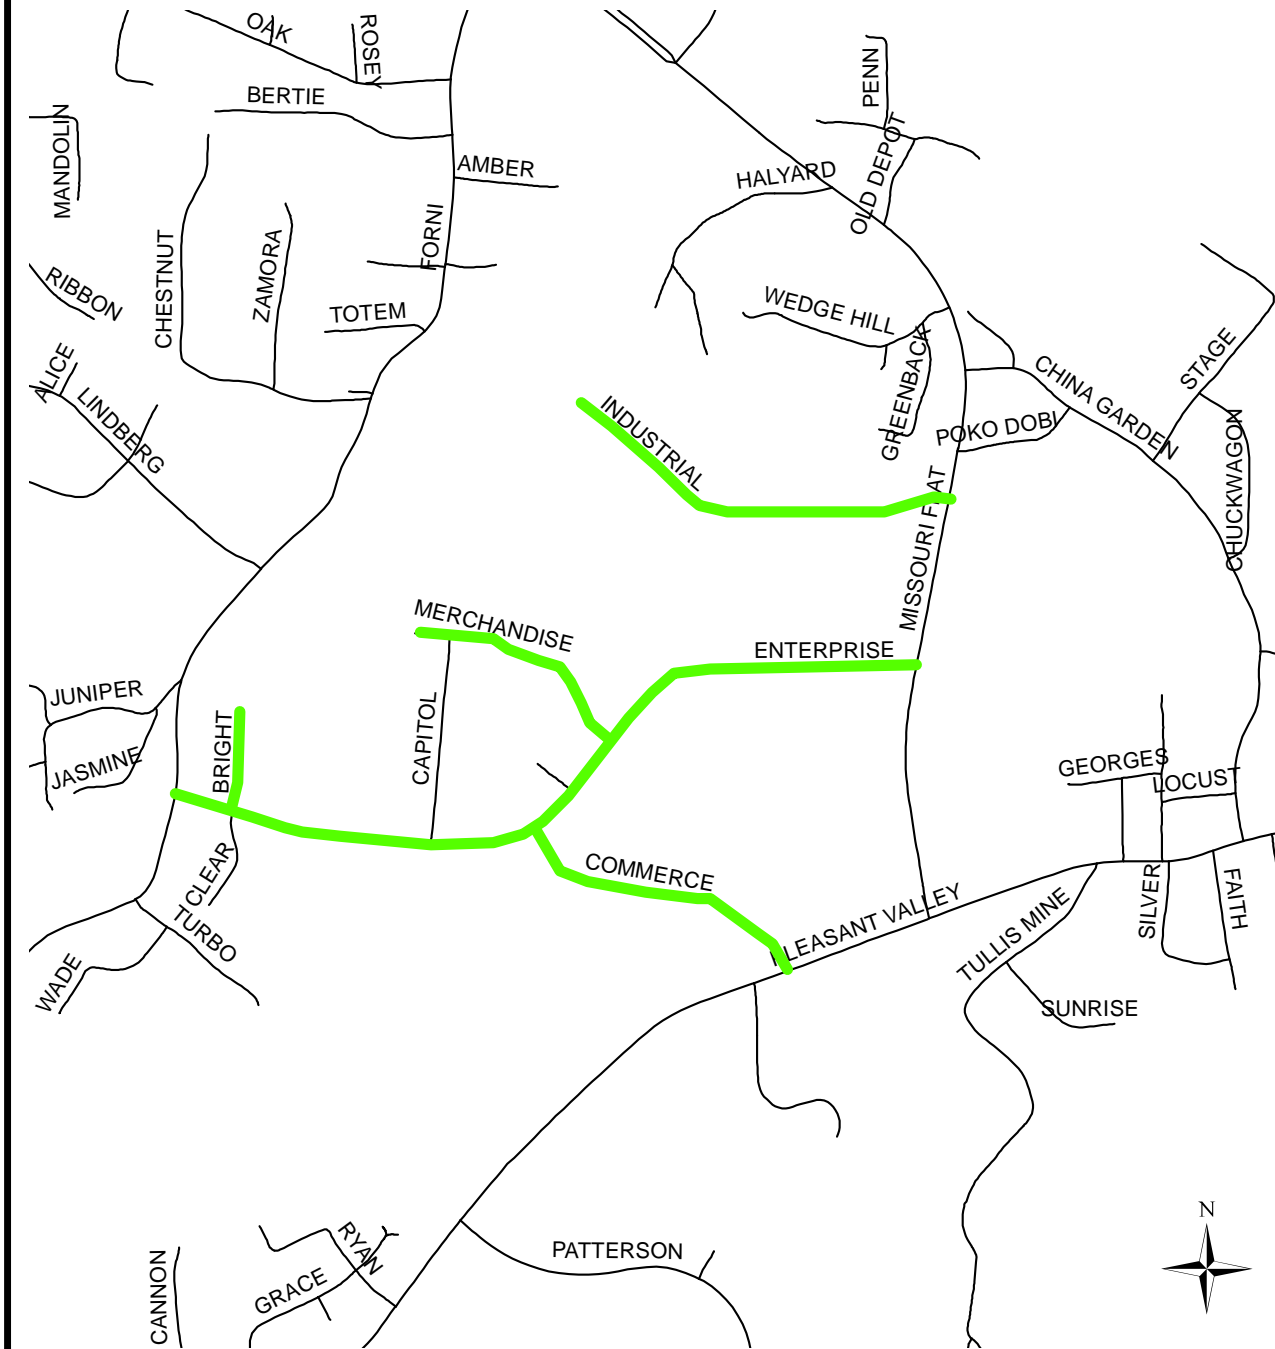 OAK
ROSEY
BERTIE
MANDOLIN
AMBER
PENN
OLD DEPOT
HALYARD
FORNI
CHESTNUT
ZAMORA
RIBBON
TOTEM
WEDGE HILL
GREENBACK
STAGE
CHINA GARDEN
ALICE
LINDBERG
INDUSTRIAL
POKO DOBI
CHUCKWAGON
MISSOURI FLAT
MERCHANDISE
ENTERPRISE
JUNIPER
CAPITOL
BRIGHT
JASMINE
GEORGES
LOCUST
COMMERCE
CLEAR
TURBO
PLEASANT VALLEY
TULLIS MINE
SILVER
FAITH
WADE
SUNRISE
N
RYAN
PATTERSON
GRACE
CANNON